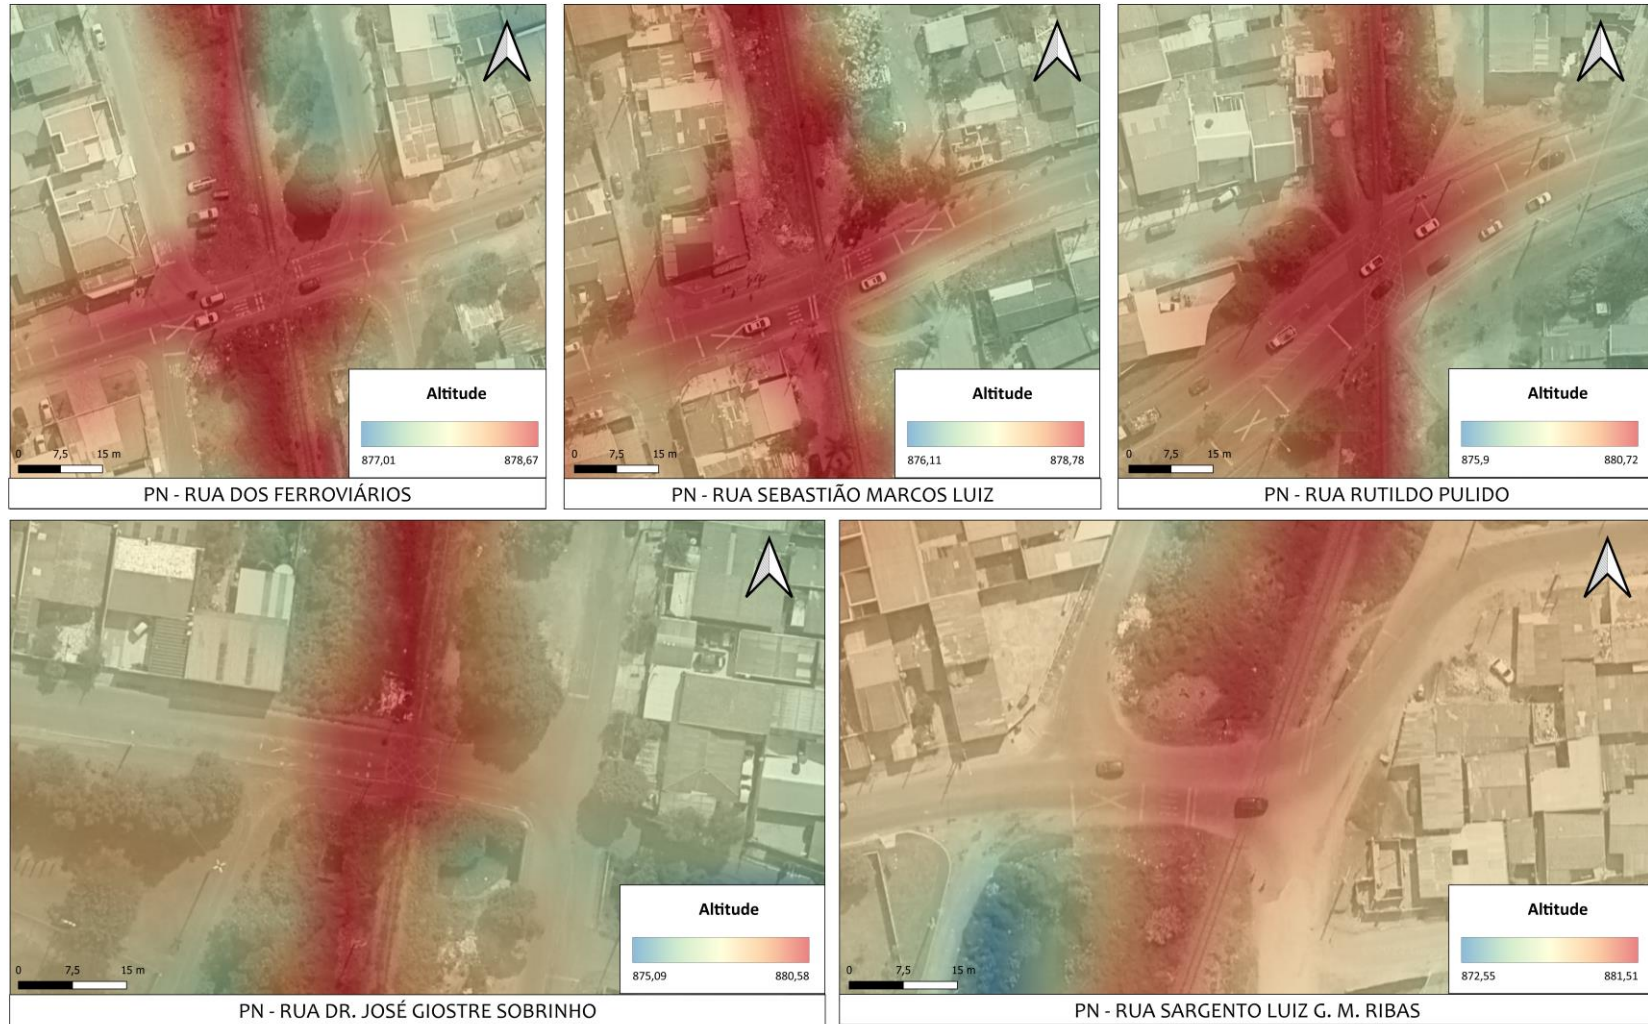 Altitude
877,01 878,67
0 7,5 15 m
PN - RUA DOS FERROVIÁRIOS
Altitude
876,11 878,78
0 7,5 15 m
PN - RUA SEBASTIÃO MARCOS LUIZ
Altitude
875,9 880,72
0 7,5 15 m
PN - RUA RUTILDO PULIDO
Altitude
875,09 880,58
0 7,5 15 m
PN - RUA DR. JOSÉ GIOSTRE SOBRINHO
Altitude
872,55 881,51
0 7,5 15 m
PN - RUA SARGENTO LUIZ G. M. RIBAS